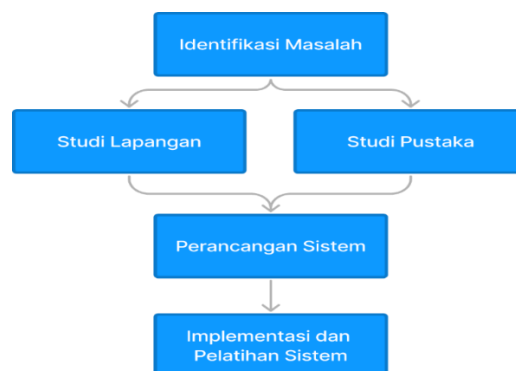 Identifikasi Masalah
Studi Lapangan
Studi Pustaka
Perancangan Sistem
Implementasi dan
Pelatihan Sistem